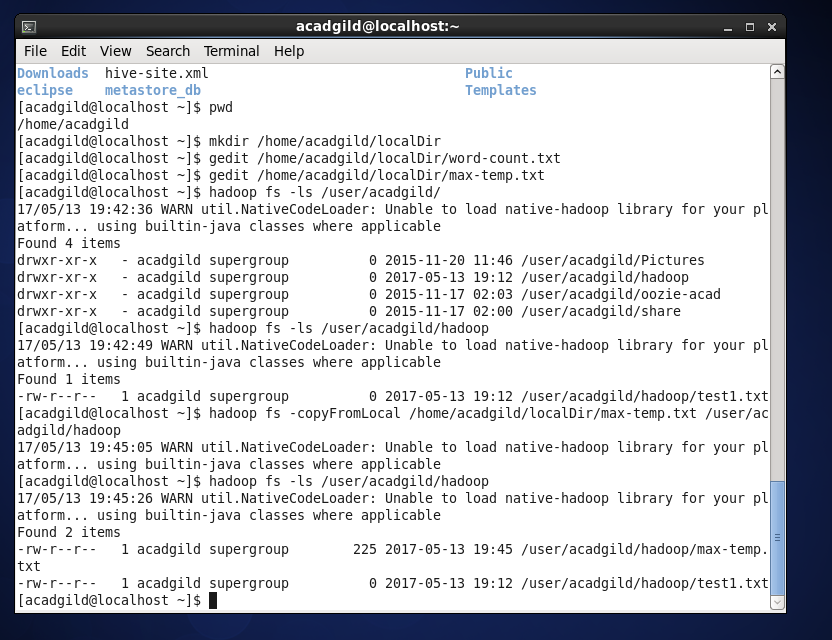 acadgild@localhost:~
File Edit View Search Terminal Help
Downloads  hive-site.xml                                Public
eclipse    metastore_db                                 Templates
[acadgild@localhost ~]$ pwd
/home/acadgild
[acadgild@localhost ~]$ mkdir /home/acadgild/localDir
[acadgild@localhost ~]$ gedit /home/acadgild/localDir/word-count.txt
[acadgild@localhost ~]$ gedit /home/acadgild/localDir/max-temp.txt
[acadgild@localhost ~]$ hadoop fs -ls /user/acadgild/
17/05/13 19:42:36 WARN util.NativeCodeLoader: Unable to load native-hadoop library for your pl
atform... using builtin-java classes where applicable
Found 4 items
drwxr-xr-x   - acadgild supergroup          0 2015-11-20 11:46 /user/acadgild/Pictures
drwxr-xr-x   - acadgild supergroup          0 2017-05-13 19:12 /user/acadgild/hadoop
drwxr-xr-x   - acadgild supergroup          0 2015-11-17 02:03 /user/acadgild/oozie-acad
drwxr-xr-x   - acadgild supergroup          0 2015-11-17 02:00 /user/acadgild/share
[acadgild@localhost ~]$ hadoop fs -ls /user/acadgild/hadoop
17/05/13 19:42:49 WARN util.NativeCodeLoader: Unable to load native-hadoop library for your pl
atform... using builtin-java classes where applicable
Found 1 items
-rw-r--r--   1 acadgild supergroup          0 2017-05-13 19:12 /user/acadgild/hadoop/test1.txt
[acadgild@localhost ~]$ hadoop fs -copyFromLocal /home/acadgild/localDir/max-temp.txt /user/ac
adgild/hadoop
17/05/13 19:45:05 WARN util.NativeCodeLoader: Unable to load native-hadoop library for your pl
atform... using builtin-java classes where applicable
[acadgild@localhost ~]$ hadoop fs -ls /user/acadgild/hadoop
17/05/13 19:45:26 WARN util.NativeCodeLoader: Unable to load native-hadoop library for your pl
atform... using builtin-java classes where applicable
Found 2 items
-rw-r--r--   1 acadgild supergroup        225 2017-05-13 19:45 /user/acadgild/hadoop/max-temp.
txt
-rw-r--r--   1 acadgild supergroup          0 2017-05-13 19:12 /user/acadgild/hadoop/test1.txt
[acadgild@localhost ~]$